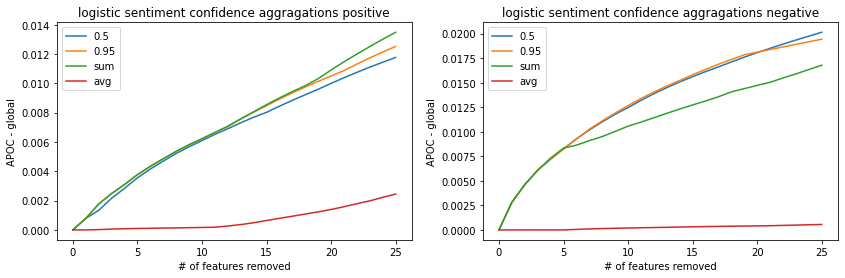 logistic sentiment confidence aggragations positive
0.014
0.012
0.010
0.008
0.006
0.004
0.002
0.000
APOC - global
0.5
0.95
sum
avg
0 5 10 15 20 25
# of features removed
logistic sentiment confidence aggragations negative
0.0200
0.0175
0.0150
0.0125
0.0100
0.0075
0.0050
0.0025
0.0000
APOC - global
0.5
0.95
sum
avg
0 5 10 15 20 25
# of features removed